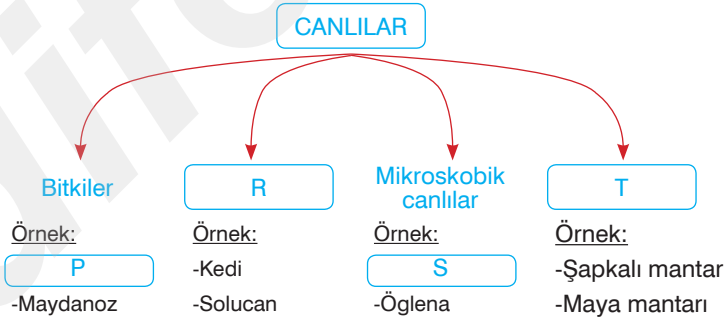 CANLILAR
Bitkiler
R
Mikroskobik
canlılar
T
Örnek:
Örnek:
Örnek:
Örnek:
P
-Kedi
S
-Şapkalı mantar
-Maydanoz
-Solucan
-Öglena
-Maya mantarı